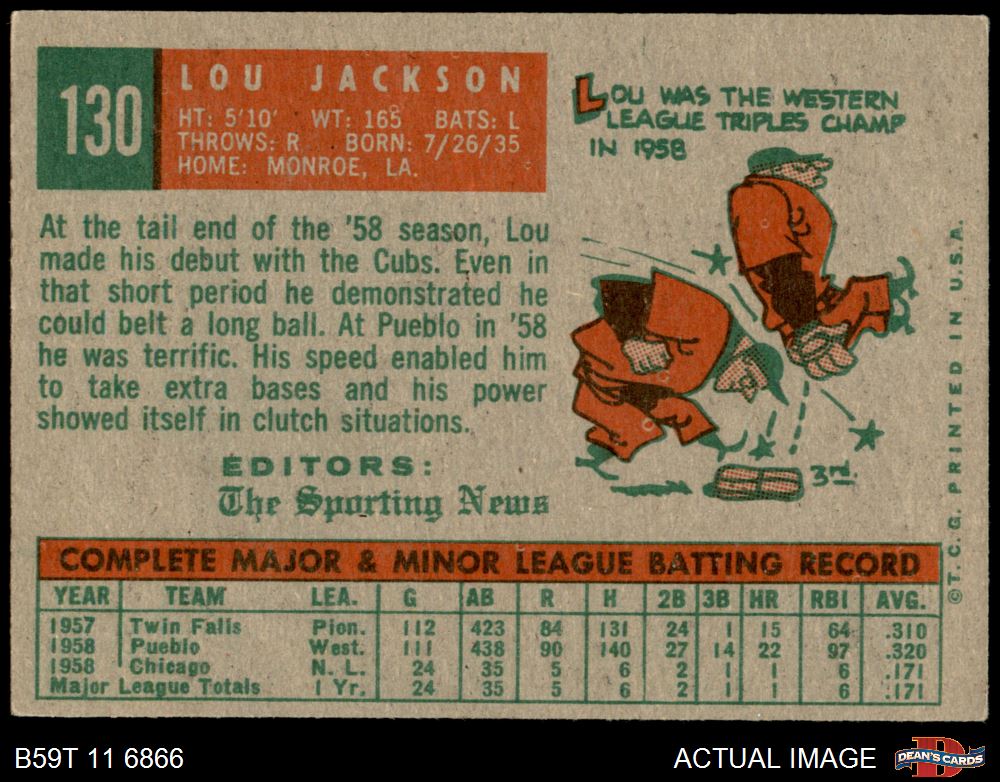 130
LOU JACKSON
HT: 5'10' WT: 165 BATS: L
THROWS: R BORN: 7/26/35
HOME: MONROE, LA.
LOU WAS THE WESTERN
LEAGUE TRIPLES CHAMP
IN 1958
At the tail end of the '58 season, Lou
made his debut with the Cubs. Even in
that short period he demonstrated he
could belt a long ball. At Pueblo in '58
he was terrific. His speed enabled him
to take extra bases and his power
showed itself in clutch situations.
EDITORS:
The Sporting News
3rd.
©T.C.G. PRINTED IN U.S.A.
COMPLETE MAJOR & MINOR LEAGUE BATTING RECORD
YEAR TEAM LEA. G AB R H 2B 3B HR RBI AVG.
1957 Twin Falls Pion. 112 423 84 131 24 1 15 64 .310
1958 Pueblo West. 111 438 90 140 27 14 22 97 .320
1958 Chicago N. L. 24 35 5 6 2 1 1 6 .171
Major League Totals 1 Yr. 24 35 5 6 2 1 1 6 .171
B59T 11 6866
ACTUAL IMAGE
D
DEAN'S CARDS